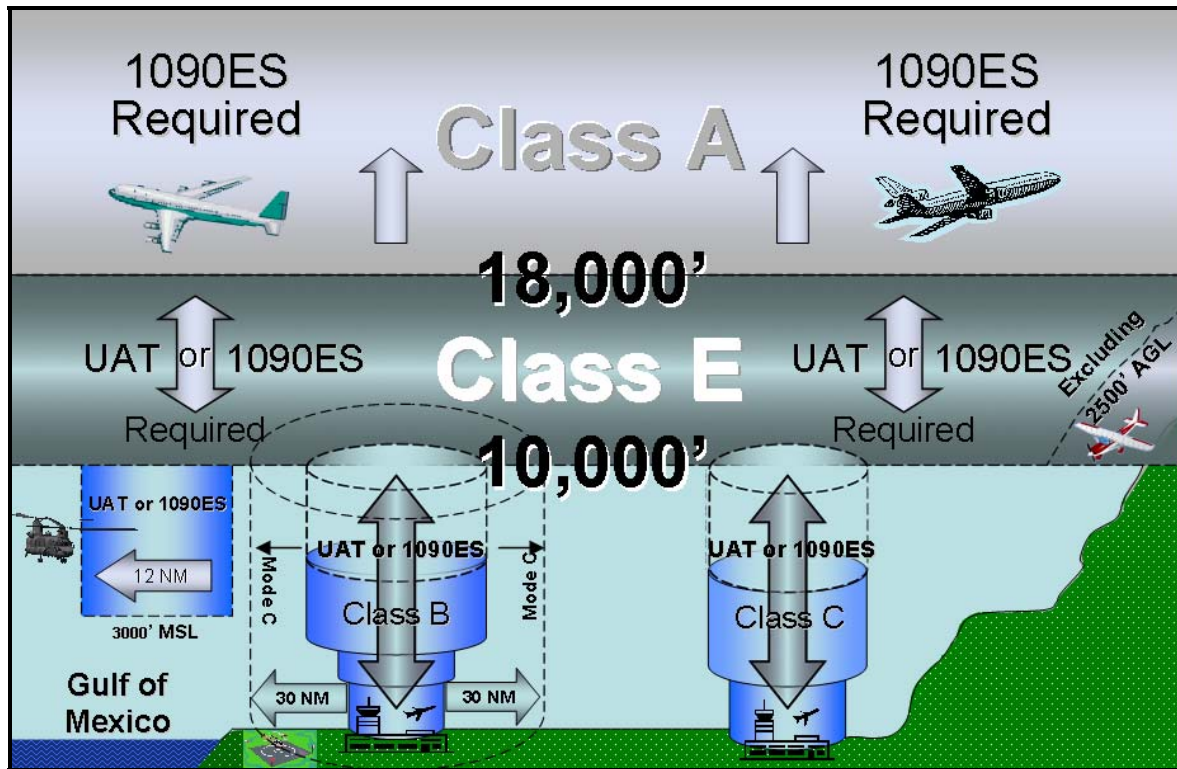 1090ES
Required
1090ES
Required
Class A
18,000’
UAT or 1090ES
Required
Class E
UAT or 1090ES
Required
Excluding
2500’ AGL
10,000’
UAT or 1090ES
12 NM
3000’ MSL
Gulf of
Mexico
Mode C
UAT or 1090ES
Mode C
Class B
30 NM
30 NM
UAT or 1090ES
Class C